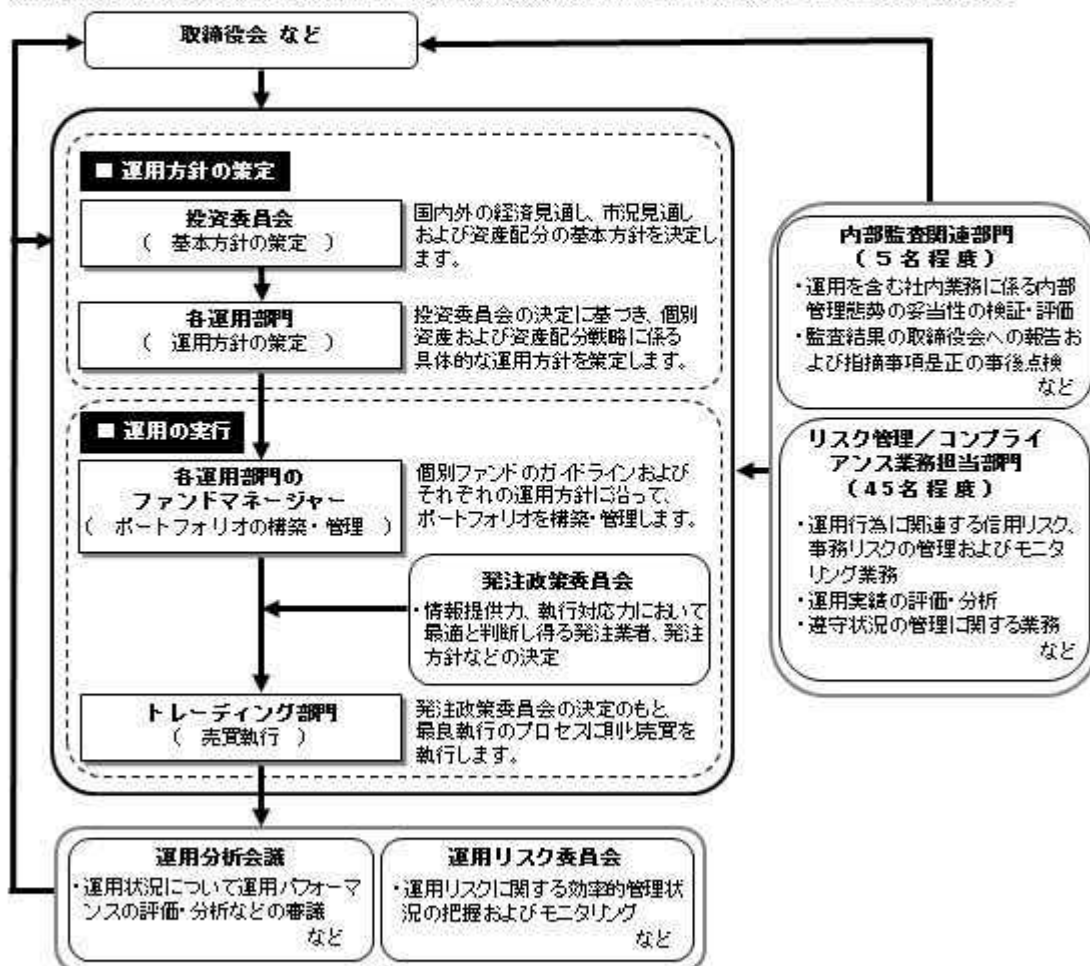 取締役会 など
■ 運用方針の策定
投資委員会
( 基本方針の策定 )
国内外の経済見通し、市況見通し
および資産配分の基本方針を決定し
ます。
各運用部門
( 運用方針の策定 )
投資委員会の決定に基づき、個別
資産および資産配分戦略に係る
具体的な運用方針を策定します。
■ 運用の実行
各運用部門の
ファンドマネージャー
( ポートフォリオの構築・管理 )
個別ファンドのガイドラインおよび
それぞれの運用方針に沿って、
ポートフォリオを構築・管理します。
発注政策委員会
・情報提供力、執行対応力において
最適と判断し得る発注業者、発注
方針などの決定
トレーディング部門
( 売買執行 )
発注政策委員会の決定のもと、
最良執行のプロセスに則り売買を
執行します。
内部監査関連部門
(5名程度)
・運用を含む社内業務に係る内部
管理態勢の妥当性の検証・評価
・監査結果の取締役会への報告お
よび指摘事項是正の事後点検
など
リスク管理／コンプライ
アンス業務担当部門
(45名程度)
・運用行為に関連する信用リスク、
事務リスクの管理およびモニタ
リング業務
・運用実績の評価・分析
・遵守状況の管理に関する業務
など
運用分析会議
・運用状況について運用パフォーマ
ンスの評価・分析などの審議
など
運用リスク委員会
・運用リスクに関する効率的管理状
況の把握およびモニタリング
など